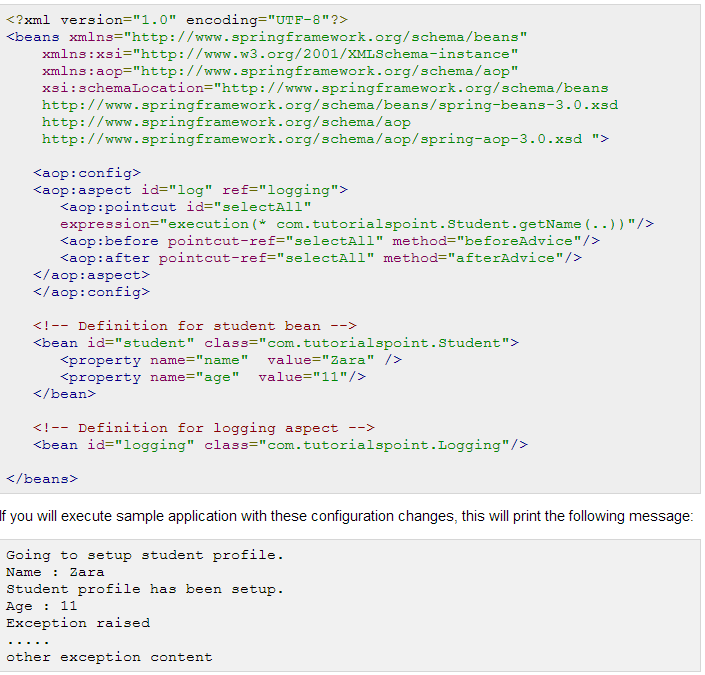 <?xml version="1.0" encoding="UTF-8"?>
<beans xmlns="http://www.springframework.org/schema/beans"
    xmlns:xsi="http://www.w3.org/2001/XMLSchema-instance"
    xmlns:aop="http://www.springframework.org/schema/aop"
    xsi:schemaLocation="http://www.springframework.org/schema/beans
    http://www.springframework.org/schema/beans/spring-beans-3.0.xsd
    http://www.springframework.org/schema/aop
    http://www.springframework.org/schema/aop/spring-aop-3.0.xsd ">
   <aop:config>
   <aop:aspect id="log" ref="logging">
      <aop:pointcut id="selectAll"
      expression="execution(* com.tutorialspoint.Student.getName(..))"/>
      <aop:before pointcut-ref="selectAll" method="beforeAdvice"/>
      <aop:after pointcut-ref="selectAll" method="afterAdvice"/>
   </aop:aspect>
   </aop:config>
   <!-- Definition for student bean -->
   <bean id="student" class="com.tutorialspoint.Student">
      <property name="name"  value="Zara" />
      <property name="age"  value="11"/>
   </bean>
   <!-- Definition for logging aspect -->
   <bean id="logging" class="com.tutorialspoint.Logging"/>
</beans>
If you will execute sample application with these configuration changes, this will print the following message:
Going to setup student profile.
Name : Zara
Student profile has been setup.
Age : 11
Exception raised
.....
other exception content